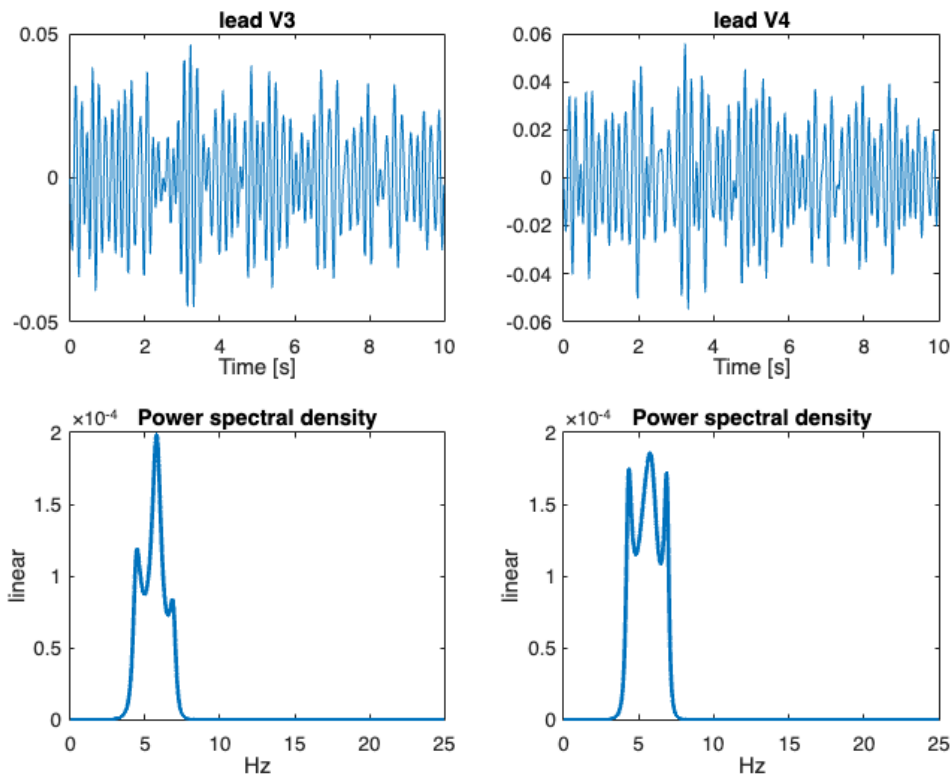 lead V3
0.05
0
-0.05
0 2 4 6 8 10
Time [s]
lead V4
0.06
0.04
0.02
0
-0.02
-0.04
-0.06
0 2 4 6 8 10
Time [s]
×10⁻⁴
Power spectral density
2
1.5
1
0.5
0
linear
0 5 10 15 20 25
Hz
×10⁻⁴
Power spectral density
2
1.5
1
0.5
0
linear
0 5 10 15 20 25
Hz